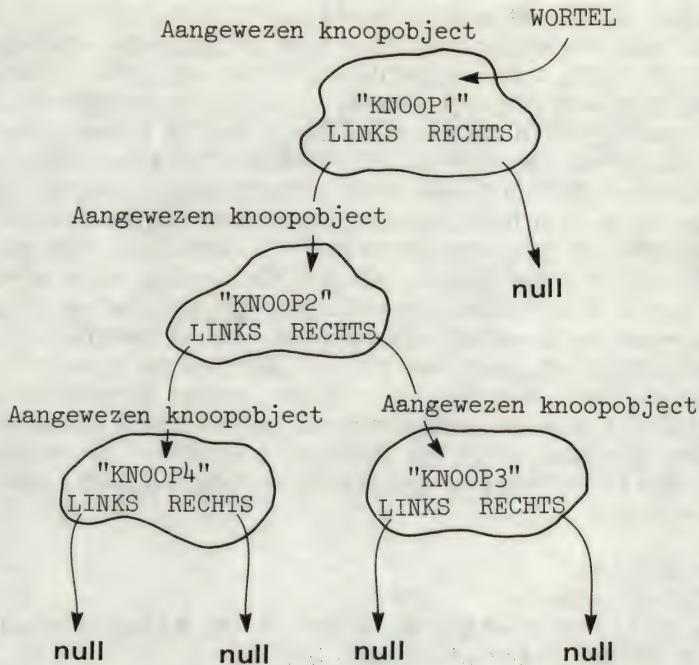 WORTEL
Aangewezen knoopobject
"KNOOP1"
LINKS RECHTS
Aangewezen knoopobject
null
"KNOOP2"
LINKS RECHTS
Aangewezen knoopobject
Aangewezen knoopobject
"KNOOP4"
LINKS RECHTS
"KNOOP3"
LINKS RECHTS
null
null
null
null